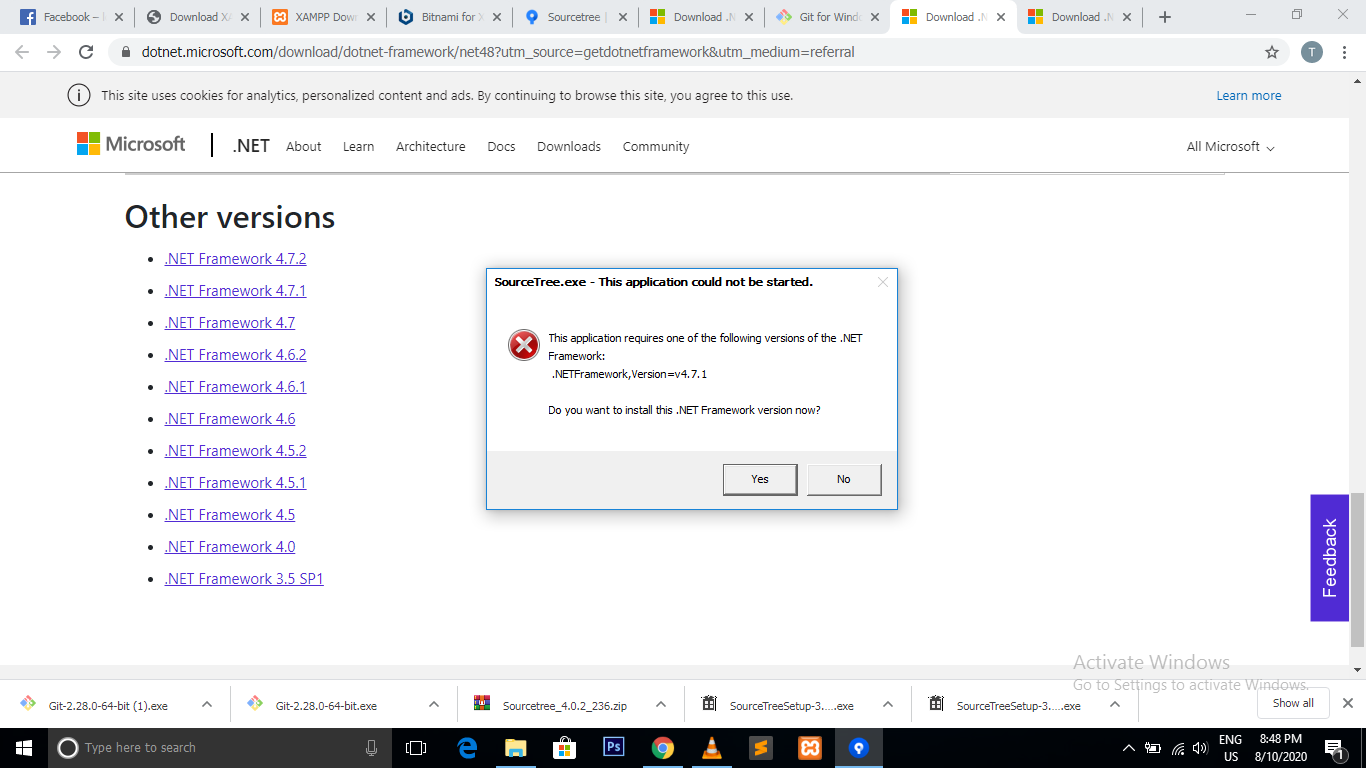 Facebook –
Download XA
XAMPP Dow
Bitnami for X
Sourcetree |
Download .N
Git for Windo
Download .N
Download .N
dotnet.microsoft.com/download/dotnet-framework/net48?utm_source=getdotnetframework&utm_medium=referral
T
This site uses cookies for analytics, personalized content and ads. By continuing to browse this site, you agree to this use.
Learn more
Microsoft
.NET
About
Learn
Architecture
Docs
Downloads
Community
All Microsoft
Other versions
.NET Framework 4.7.2
.NET Framework 4.7.1
.NET Framework 4.7
.NET Framework 4.6.2
.NET Framework 4.6.1
.NET Framework 4.6
.NET Framework 4.5.2
.NET Framework 4.5.1
.NET Framework 4.5
.NET Framework 4.0
.NET Framework 3.5 SP1
SourceTree.exe - This application could not be started.
This application requires one of the following versions of the .NET
Framework:
.NETFramework,Version=v4.7.1
Do you want to install this .NET Framework version now?
Yes
No
Feedback
Activate Windows
Go to Settings to activate Windows.
Git-2.28.0-64-bit (1).exe
Git-2.28.0-64-bit.exe
Sourcetree_4.0.2_236.zip
SourceTreeSetup-3.....exe
SourceTreeSetup-3.....exe
Show all
Type here to search
Ps
ENG
US
8:48 PM
8/10/2020
1